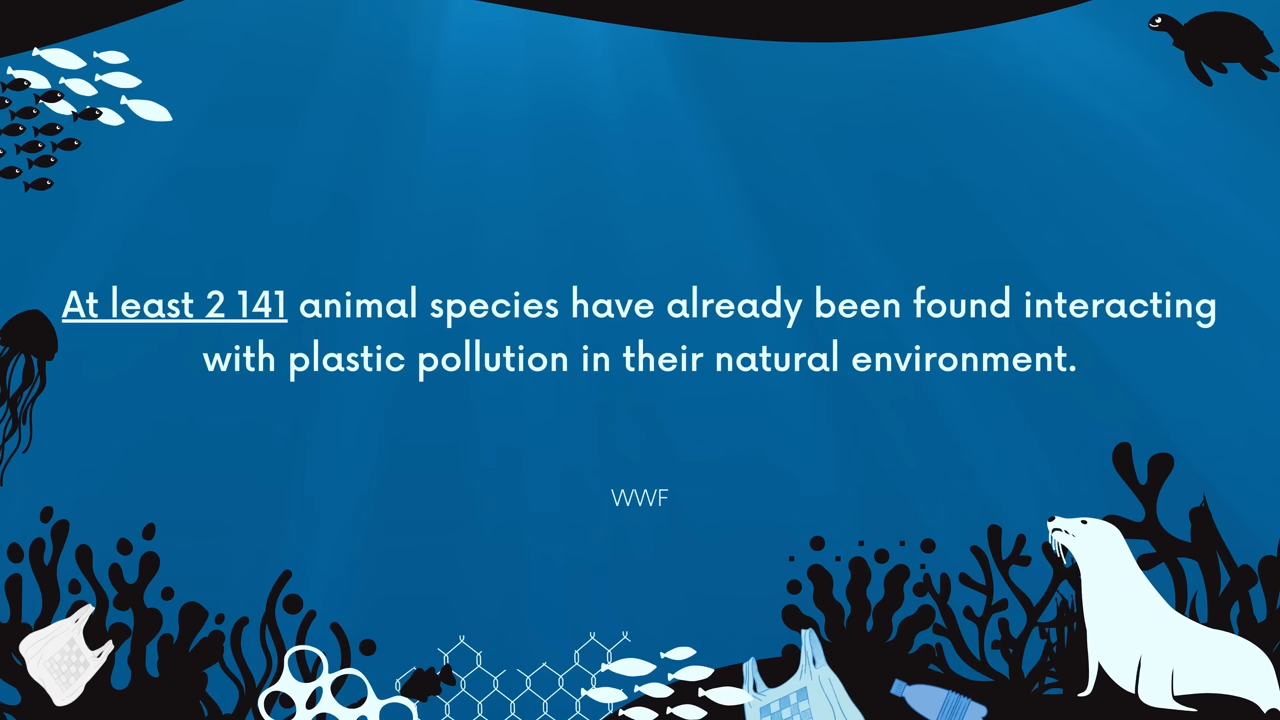 At least 2 141 animal species have already been found interacting
with plastic pollution in their natural environment.
WWF